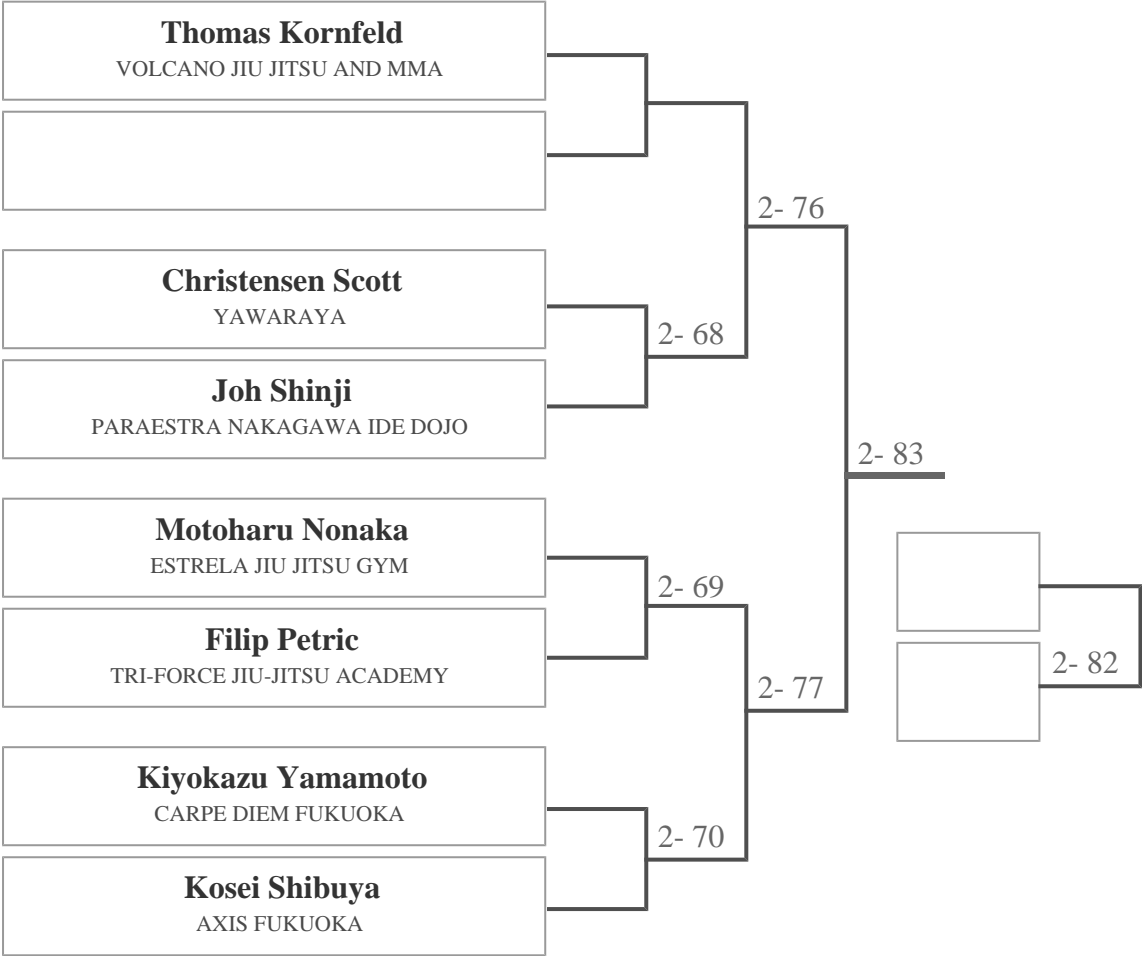 Thomas Kornfeld
VOLCANO JIU JITSU AND MMA
2- 76
Christensen Scott
YAWARAYA
2- 68
Joh Shinji
PARAESTRA NAKAGAWA IDE DOJO
2- 83
Motoharu Nonaka
ESTRELA JIU JITSU GYM
2- 69
Filip Petric
TRI-FORCE JIU-JITSU ACADEMY
2- 77
2- 82
Kiyokazu Yamamoto
CARPE DIEM FUKUOKA
2- 70
Kosei Shibuya
AXIS FUKUOKA